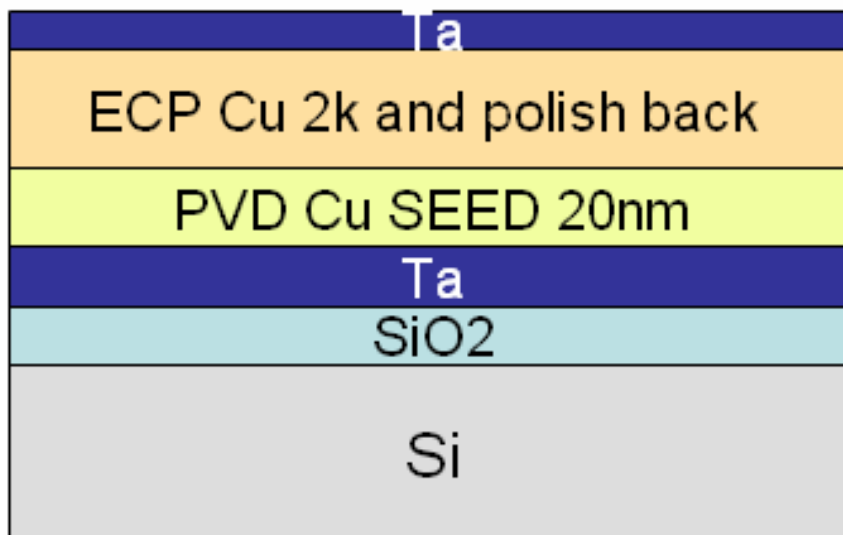 Ta
ECP Cu 2k and polish back
PVD Cu SEED 20nm
Ta
SiO2
Si